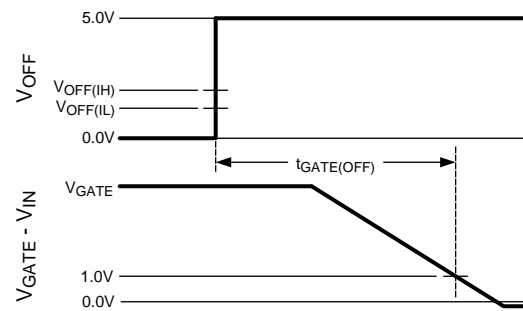 5.0V
VOFF
VOFF(IH)
VOFF(IL)
0.0V
tGATE(OFF)
VGATE
VGATE - VIN
1.0V
0.0V